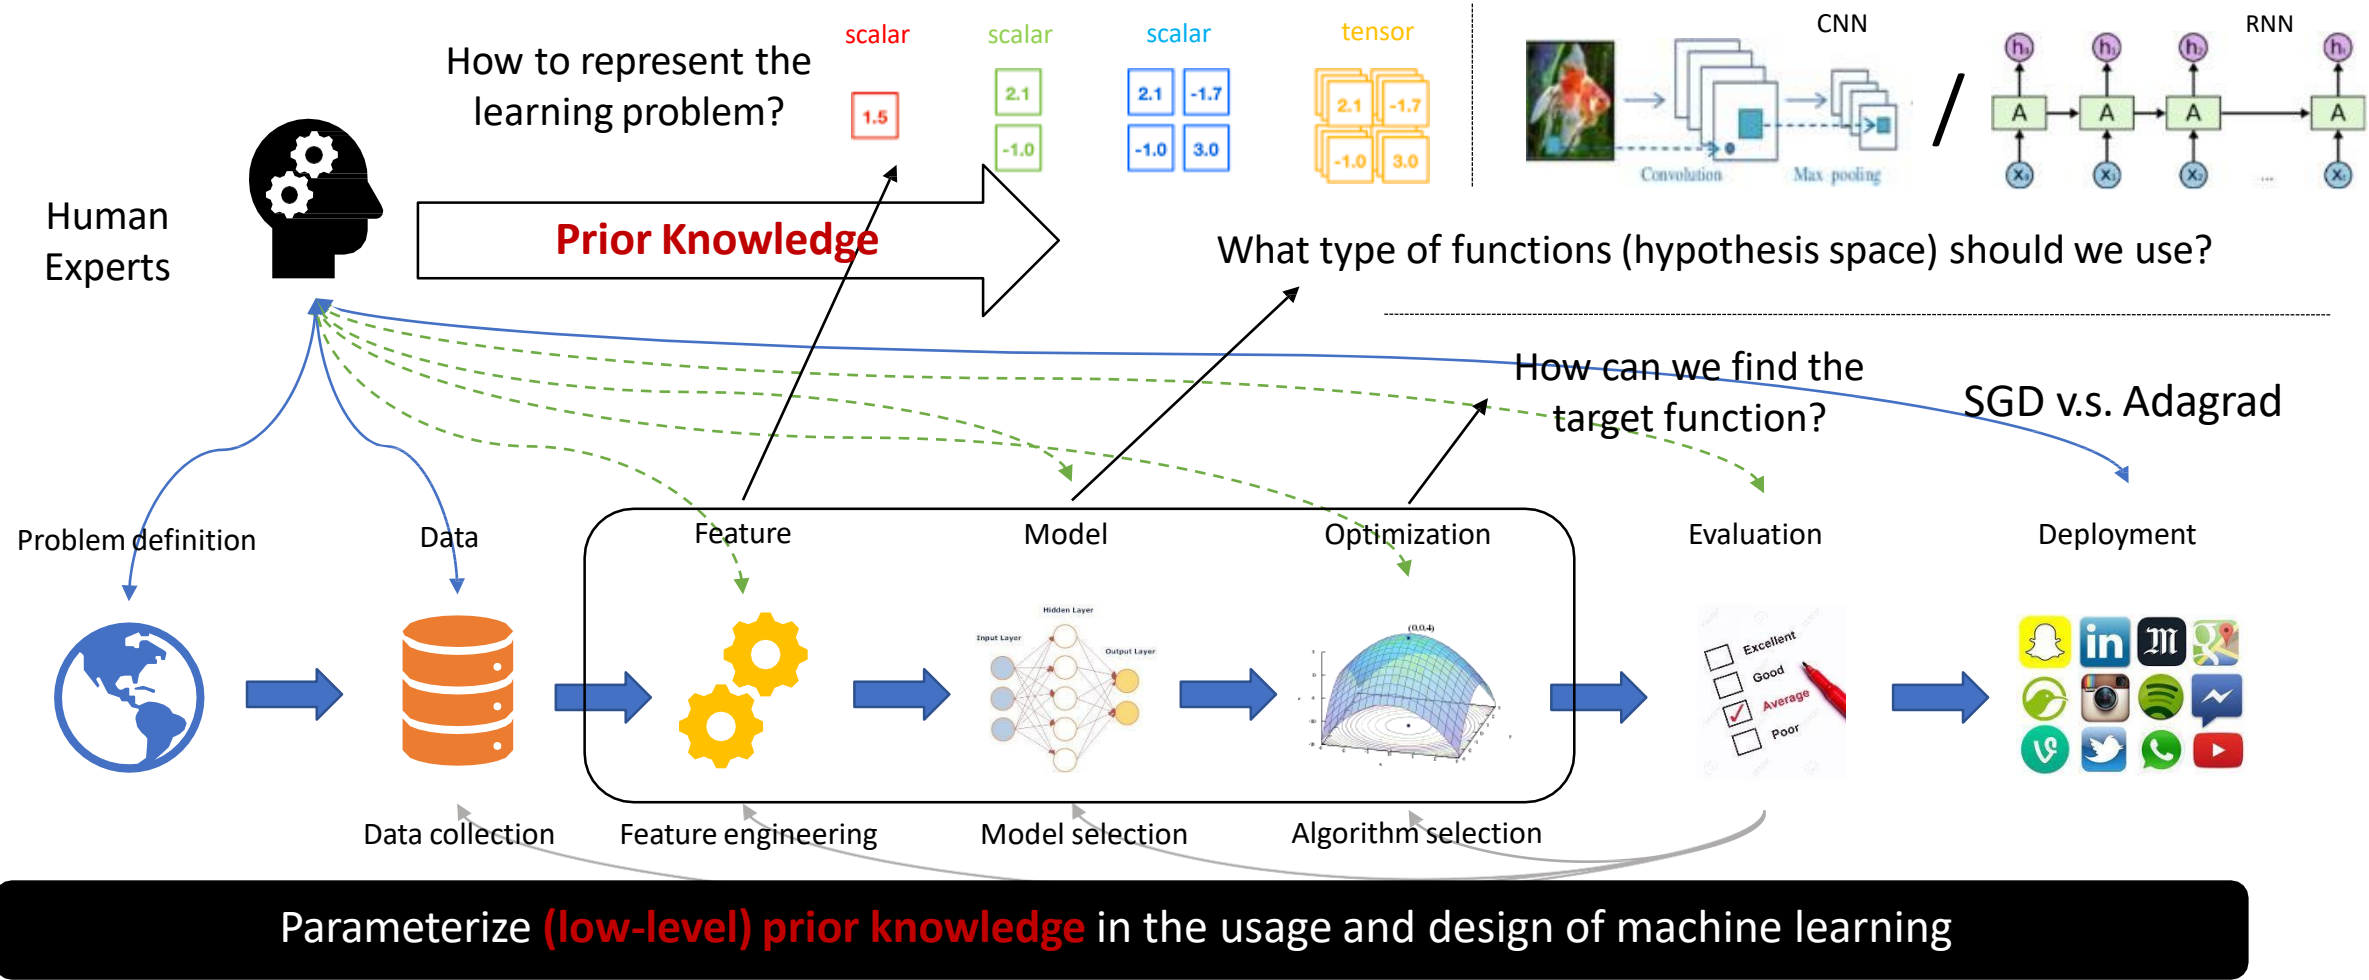 scalar
scalar
scalar
tensor
CNN
RNN
How to represent the
learning problem?
1.5
2.1
-1.0
2.1 -1.7
-1.0 3.0
2.1 -1.7
-1.0 3.0
Convolution
Max pooling
/
A A A A
...
Human
Experts
Prior Knowledge
What type of functions (hypothesis space) should we use?
How can we find the
target function?
SGD v.s. Adagrad
Problem definition
Data
Feature
Model
Optimization
Evaluation
Deployment
Hidden Layer
Input Layer
Output Layer
(0,0,4)
Excellent
Good
Average
Poor
in
Data collection
Feature engineering
Model selection
Algorithm selection
Parameterize (low-level) prior knowledge in the usage and design of machine learning